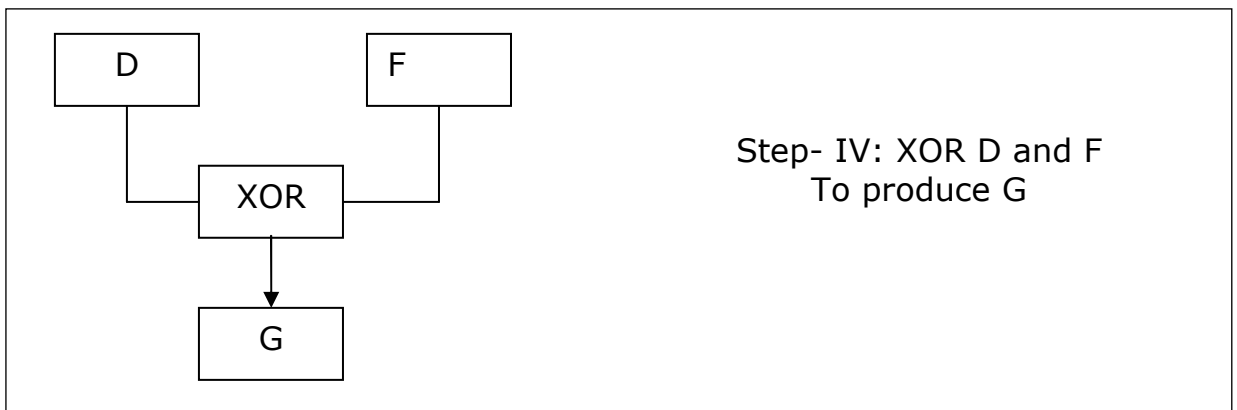 D
F
Step- IV: XOR D and F
To produce G
XOR
G